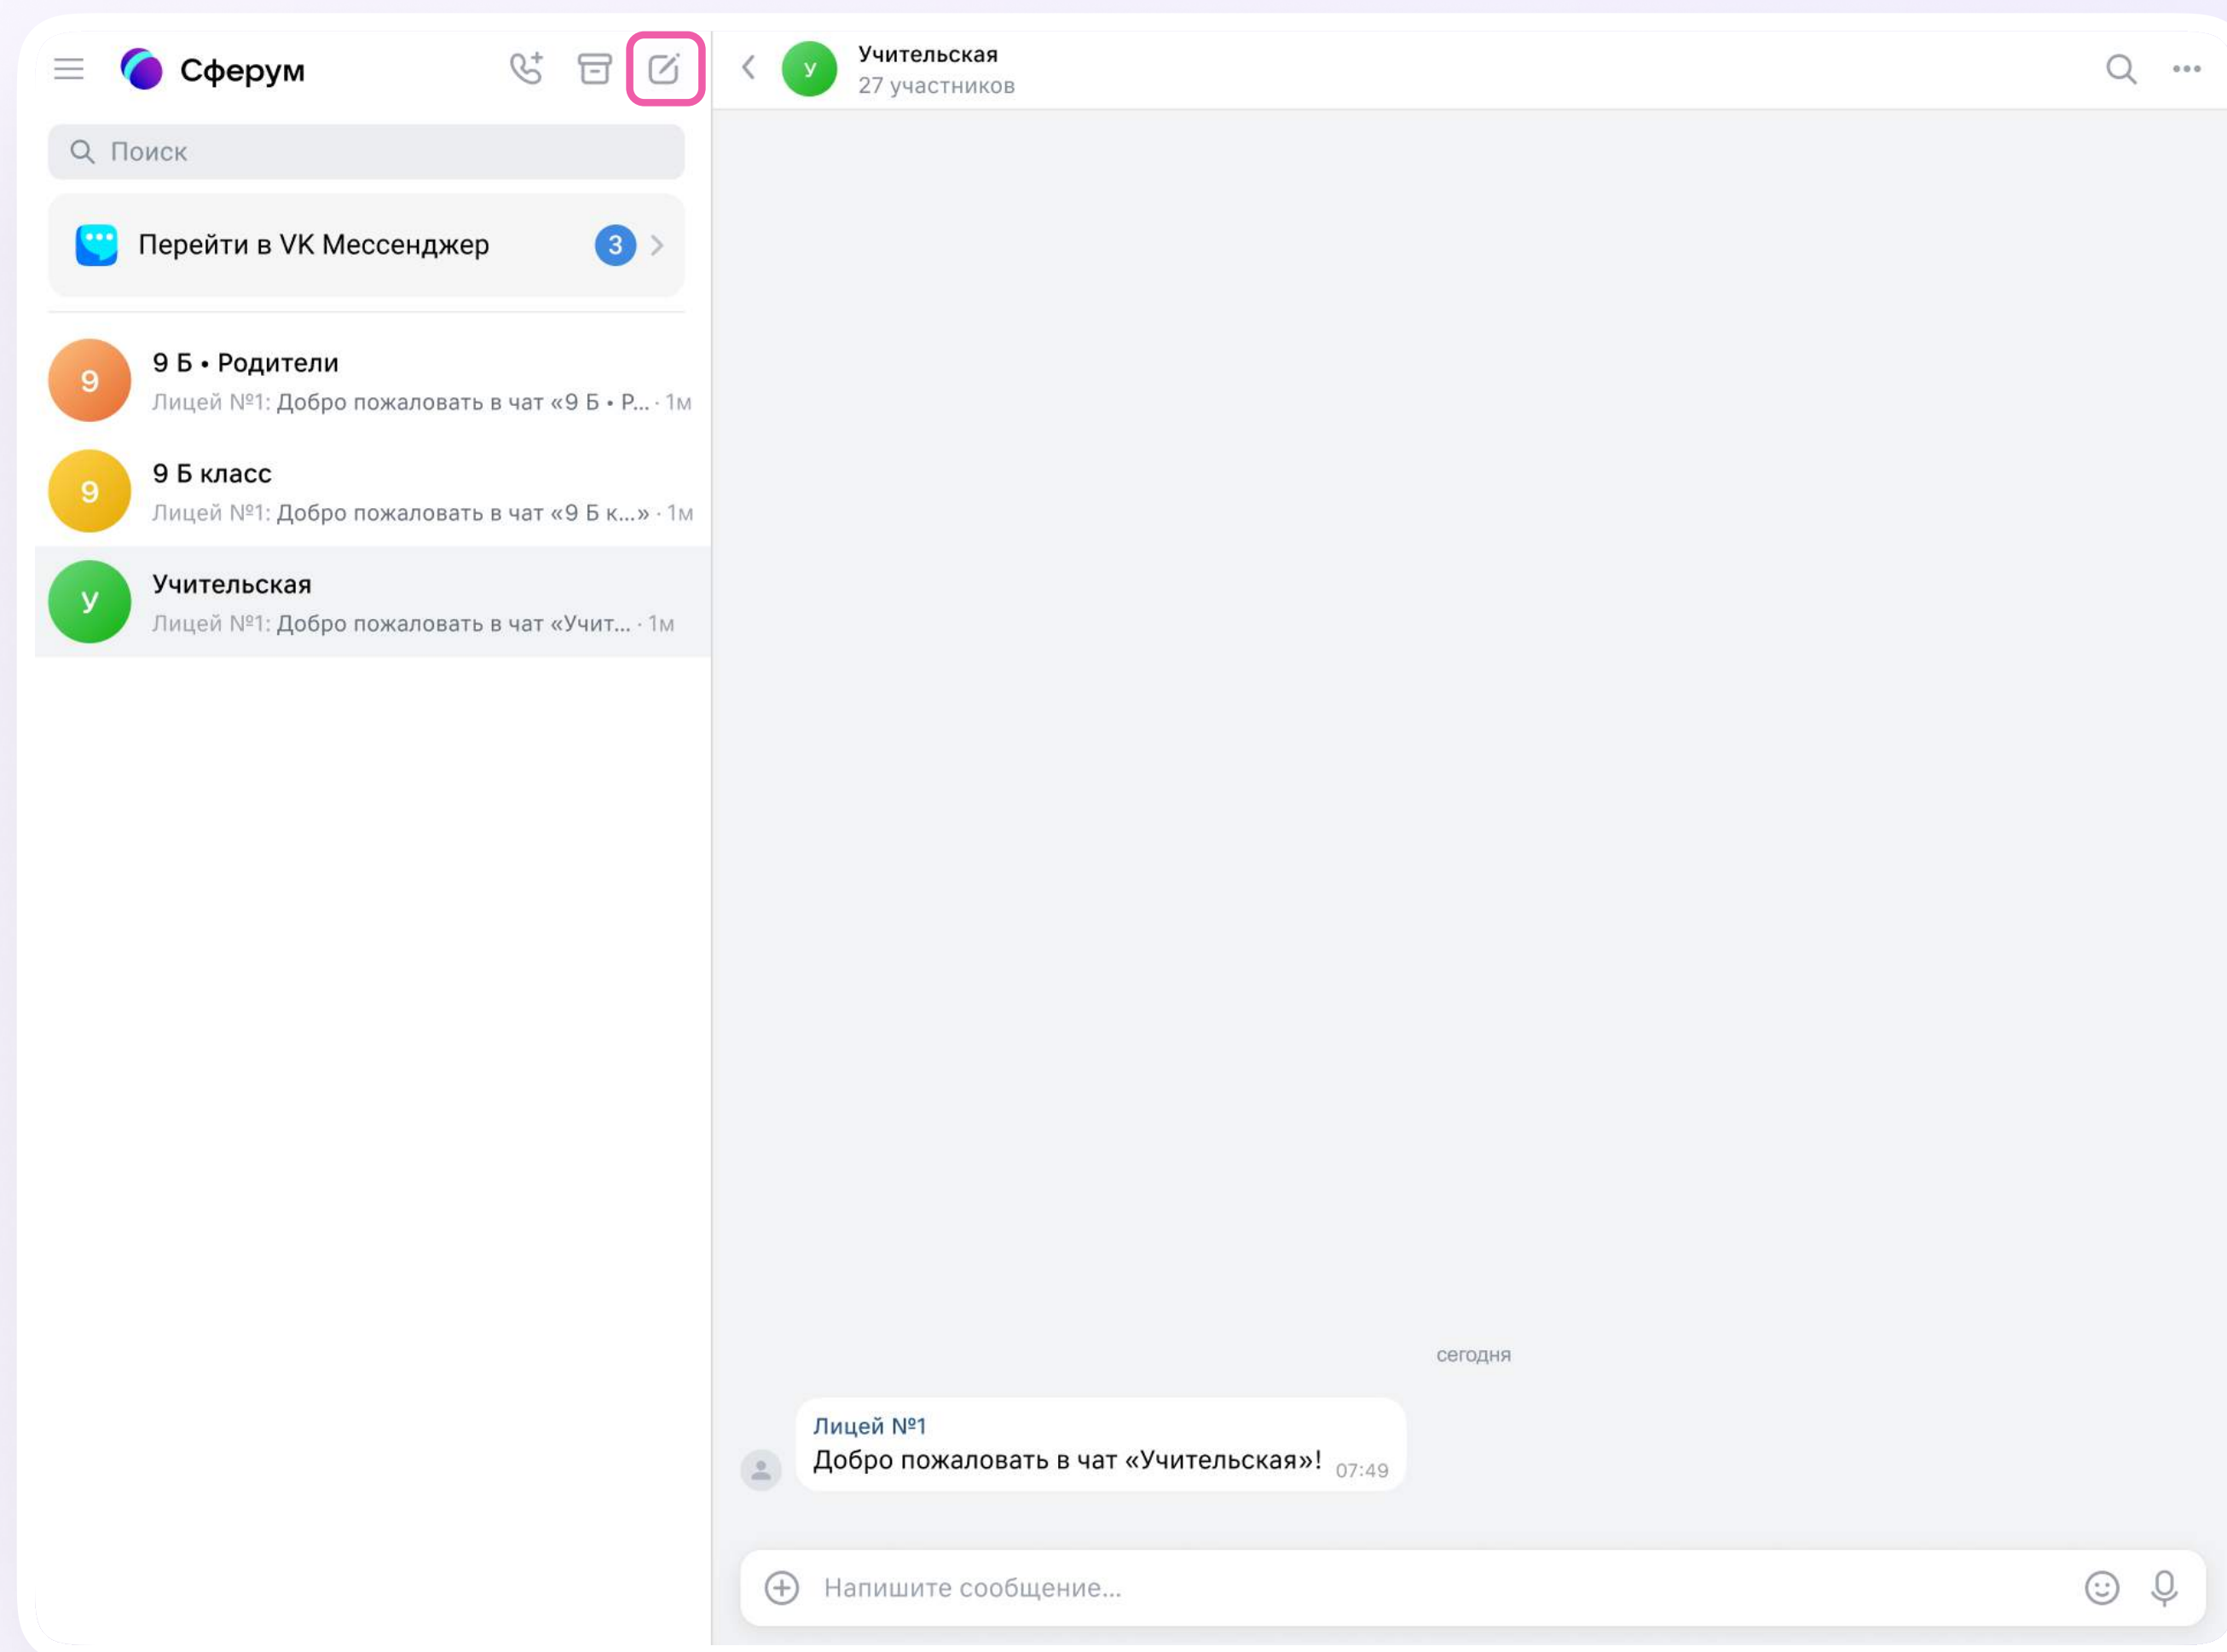 Сферум
Поиск
Перейти в VK Мессенджер 3
9
9 Б • Родители
Лицей №1: Добро пожаловать в чат «9 Б • Р... · 1м
9
9 Б класс
Лицей №1: Добро пожаловать в чат «9 Б к...» · 1м
У
Учительская
Лицей №1: Добро пожаловать в чат «Учит... · 1м
У
Учительская
27 участников
сегодня
Лицей №1
Добро пожаловать в чат «Учительская»! 07:49
Напишите сообщение...